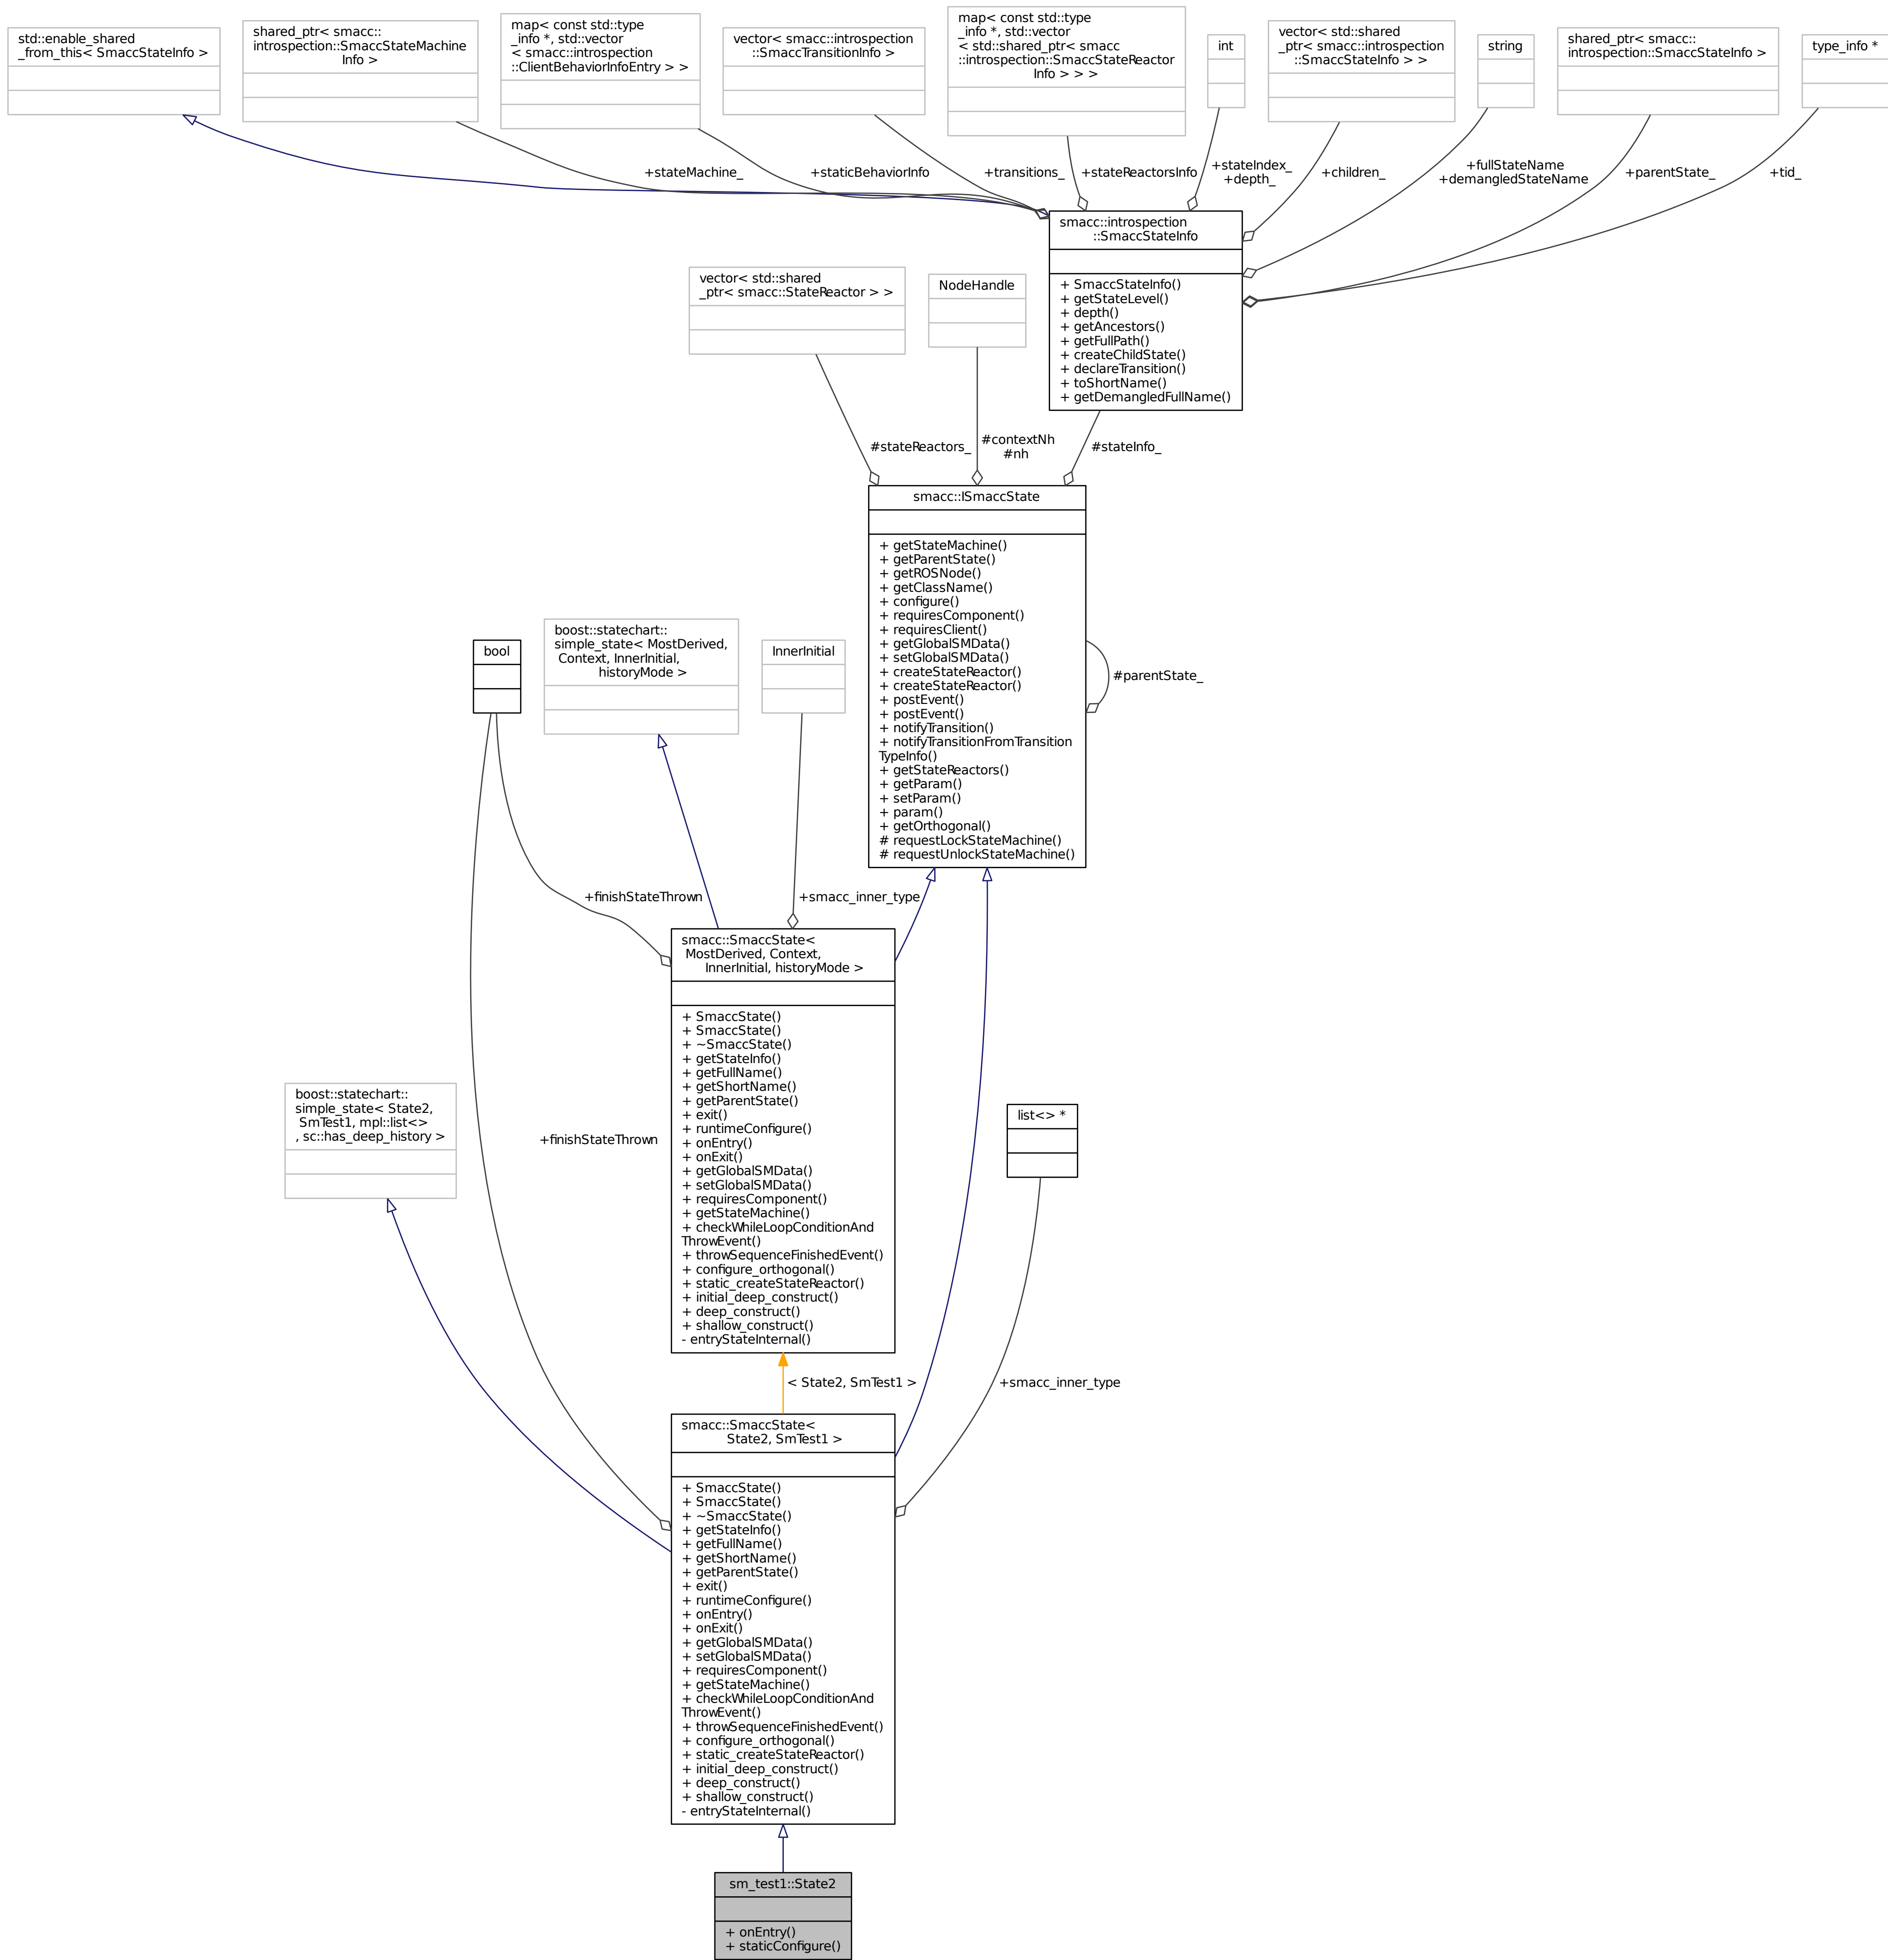 std::enable_shared
_from_this< SmaccStateInfo >
shared_ptr< smacc::
introspection::SmaccStateMachine
Info >
map< const std::type
_info *, std::vector
< smacc::introspection
::ClientBehaviorInfoEntry > >
vector< smacc::introspection
::SmaccTransitionInfo >
map< const std::type
_info *, std::vector
< std::shared_ptr< smacc
::introspection::SmaccStateReactor
Info > > >
int
vector< std::shared
_ptr< smacc::introspection
::SmaccStateInfo > >
string
shared_ptr< smacc::
introspection::SmaccStateInfo >
type_info *
+stateMachine_
+staticBehaviorInfo
+transitions_
+stateReactorsInfo
+stateIndex_
+depth_
+children_
+fullStateName
+demangledStateName
+parentState_
+tid_
smacc::introspection
::SmaccStateInfo
+ SmaccStateInfo()
+ getStateLevel()
+ depth()
+ getAncestors()
+ getFullPath()
+ createChildState()
+ declareTransition()
+ toShortName()
+ getDemangledFullName()
vector< std::shared
_ptr< smacc::StateReactor > >
NodeHandle
#stateReactors_
#contextNh
#nh
#stateInfo_
smacc::ISmaccState
+ getStateMachine()
+ getParentState()
+ getROSNode()
+ getClassName()
+ configure()
+ requiresComponent()
+ requiresClient()
+ getGlobalSMData()
+ setGlobalSMData()
+ createStateReactor()
+ createStateReactor()
+ postEvent()
+ postEvent()
+ notifyTransition()
+ notifyTransitionFromTransition
TypeInfo()
+ getStateReactors()
+ getParam()
+ setParam()
+ param()
+ getOrthogonal()
# requestLockStateMachine()
# requestUnlockStateMachine()
#parentState_
bool
boost::statechart::
simple_state< MostDerived,
Context, InnerInitial,
historyMode >
InnerInitial
+finishStateThrown
+smacc_inner_type
smacc::SmaccState<
MostDerived, Context,
InnerInitial, historyMode >
+ SmaccState()
+ SmaccState()
+ ~SmaccState()
+ getStateInfo()
+ getFullName()
+ getShortName()
+ getParentState()
+ exit()
+ runtimeConfigure()
+ onEntry()
+ onExit()
+ getGlobalSMData()
+ setGlobalSMData()
+ requiresComponent()
+ getStateMachine()
+ checkWhileLoopConditionAnd
ThrowEvent()
+ throwSequenceFinishedEvent()
+ configure_orthogonal()
+ static_createStateReactor()
+ initial_deep_construct()
+ deep_construct()
+ shallow_construct()
- entryStateInternal()
boost::statechart::
simple_state< State2,
SmTest1, mpl::list<>
, sc::has_deep_history >
+finishStateThrown
list<> *
< State2, SmTest1 >
+smacc_inner_type
smacc::SmaccState<
State2, SmTest1 >
+ SmaccState()
+ SmaccState()
+ ~SmaccState()
+ getStateInfo()
+ getFullName()
+ getShortName()
+ getParentState()
+ exit()
+ runtimeConfigure()
+ onEntry()
+ onExit()
+ getGlobalSMData()
+ setGlobalSMData()
+ requiresComponent()
+ getStateMachine()
+ checkWhileLoopConditionAnd
ThrowEvent()
+ throwSequenceFinishedEvent()
+ configure_orthogonal()
+ static_createStateReactor()
+ initial_deep_construct()
+ deep_construct()
+ shallow_construct()
- entryStateInternal()
sm_test1::State2
+ onEntry()
+ staticConfigure()